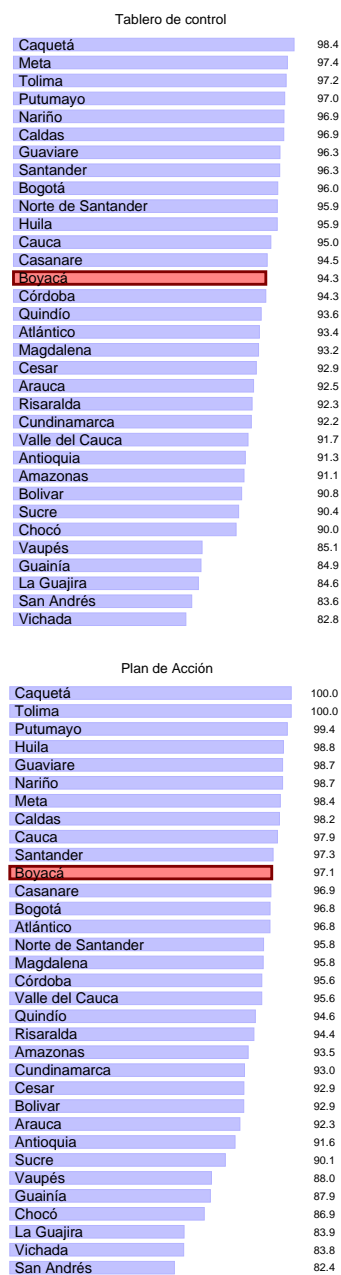 Tablero de control
Caquetá 98.4
Meta 97.4
Tolima 97.2
Putumayo 97.0
Nariño 96.9
Caldas 96.9
Guaviare 96.3
Santander 96.3
Bogotá 96.0
Norte de Santander 95.9
Huila 95.9
Cauca 95.0
Casanare 94.5
Boyacá 94.3
Córdoba 94.3
Quindío 93.6
Atlántico 93.4
Magdalena 93.2
Cesar 92.9
Arauca 92.5
Risaralda 92.3
Cundinamarca 92.2
Valle del Cauca 91.7
Antioquia 91.3
Amazonas 91.1
Bolivar 90.8
Sucre 90.4
Chocó 90.0
Vaupés 85.1
Guainía 84.9
La Guajira 84.6
San Andrés 83.6
Vichada 82.8
Plan de Acción
Caquetá 100.0
Tolima 100.0
Putumayo 99.4
Huila 98.8
Guaviare 98.7
Nariño 98.7
Meta 98.4
Caldas 98.2
Cauca 97.9
Santander 97.3
Boyacá 97.1
Casanare 96.9
Bogotá 96.8
Atlántico 96.8
Norte de Santander 95.8
Magdalena 95.8
Córdoba 95.6
Valle del Cauca 95.6
Quindío 94.6
Risaralda 94.4
Amazonas 93.5
Cundinamarca 93.0
Cesar 92.9
Bolivar 92.9
Arauca 92.3
Antioquia 91.6
Sucre 90.1
Vaupés 88.0
Guainía 87.9
Chocó 86.9
La Guajira 83.9
Vichada 83.8
San Andrés 82.4